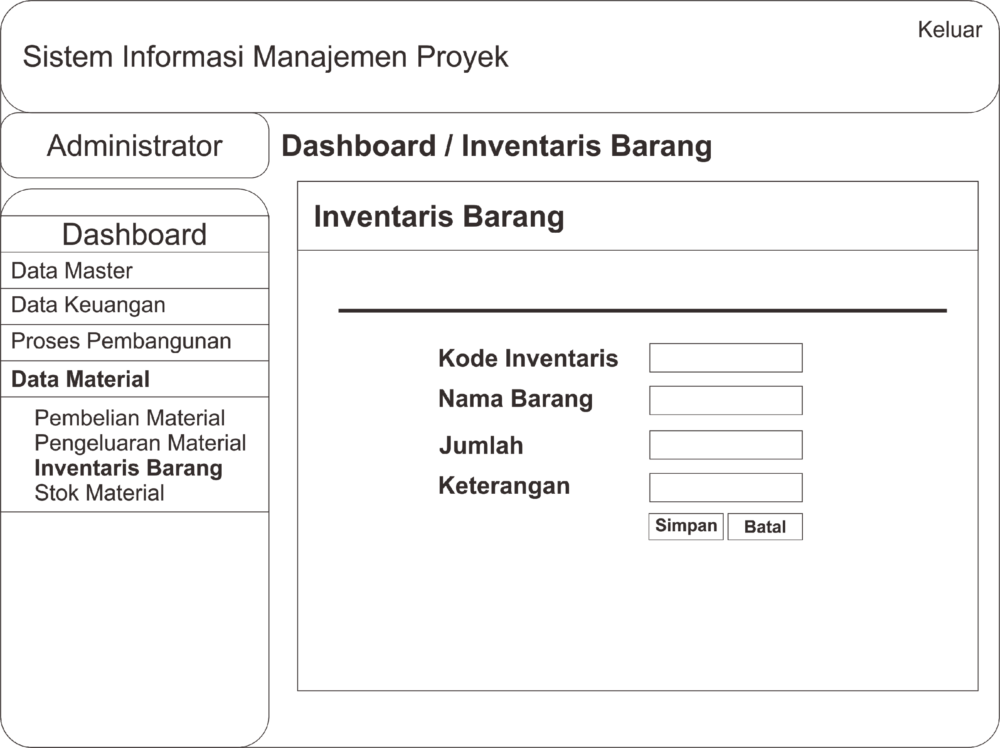 Keluar
Sistem Informasi Manajemen Proyek
Administrator
Dashboard / Inventaris Barang
Dashboard
Data Master
Data Keuangan
Proses Pembangunan
Data Material
Pembelian Material
Pengeluaran Material
Inventaris Barang
Stok Material
Inventaris Barang
Kode Inventaris
Nama Barang
Jumlah
Keterangan
Simpan Batal